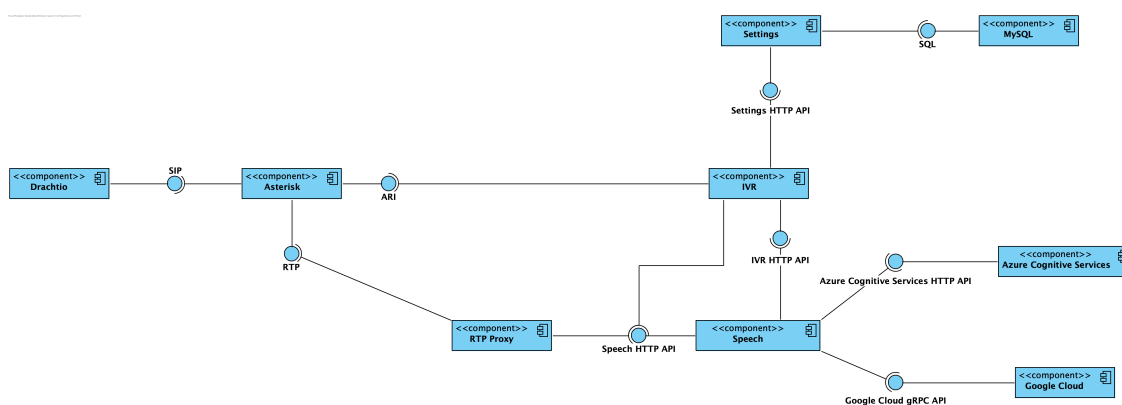 <<component>>
Settings
SQL
<<component>>
MySQL
Settings HTTP API
<<component>>
Drachtio
SIP
<<component>>
Asterisk
ARI
<<component>>
IVR
RTP
IVR HTTP API
<<component>>
Azure Cognitive Services
Azure Cognitive Services HTTP API
<<component>>
RTP Proxy
Speech HTTP API
<<component>>
Speech
<<component>>
Google Cloud
Google Cloud gRPC API